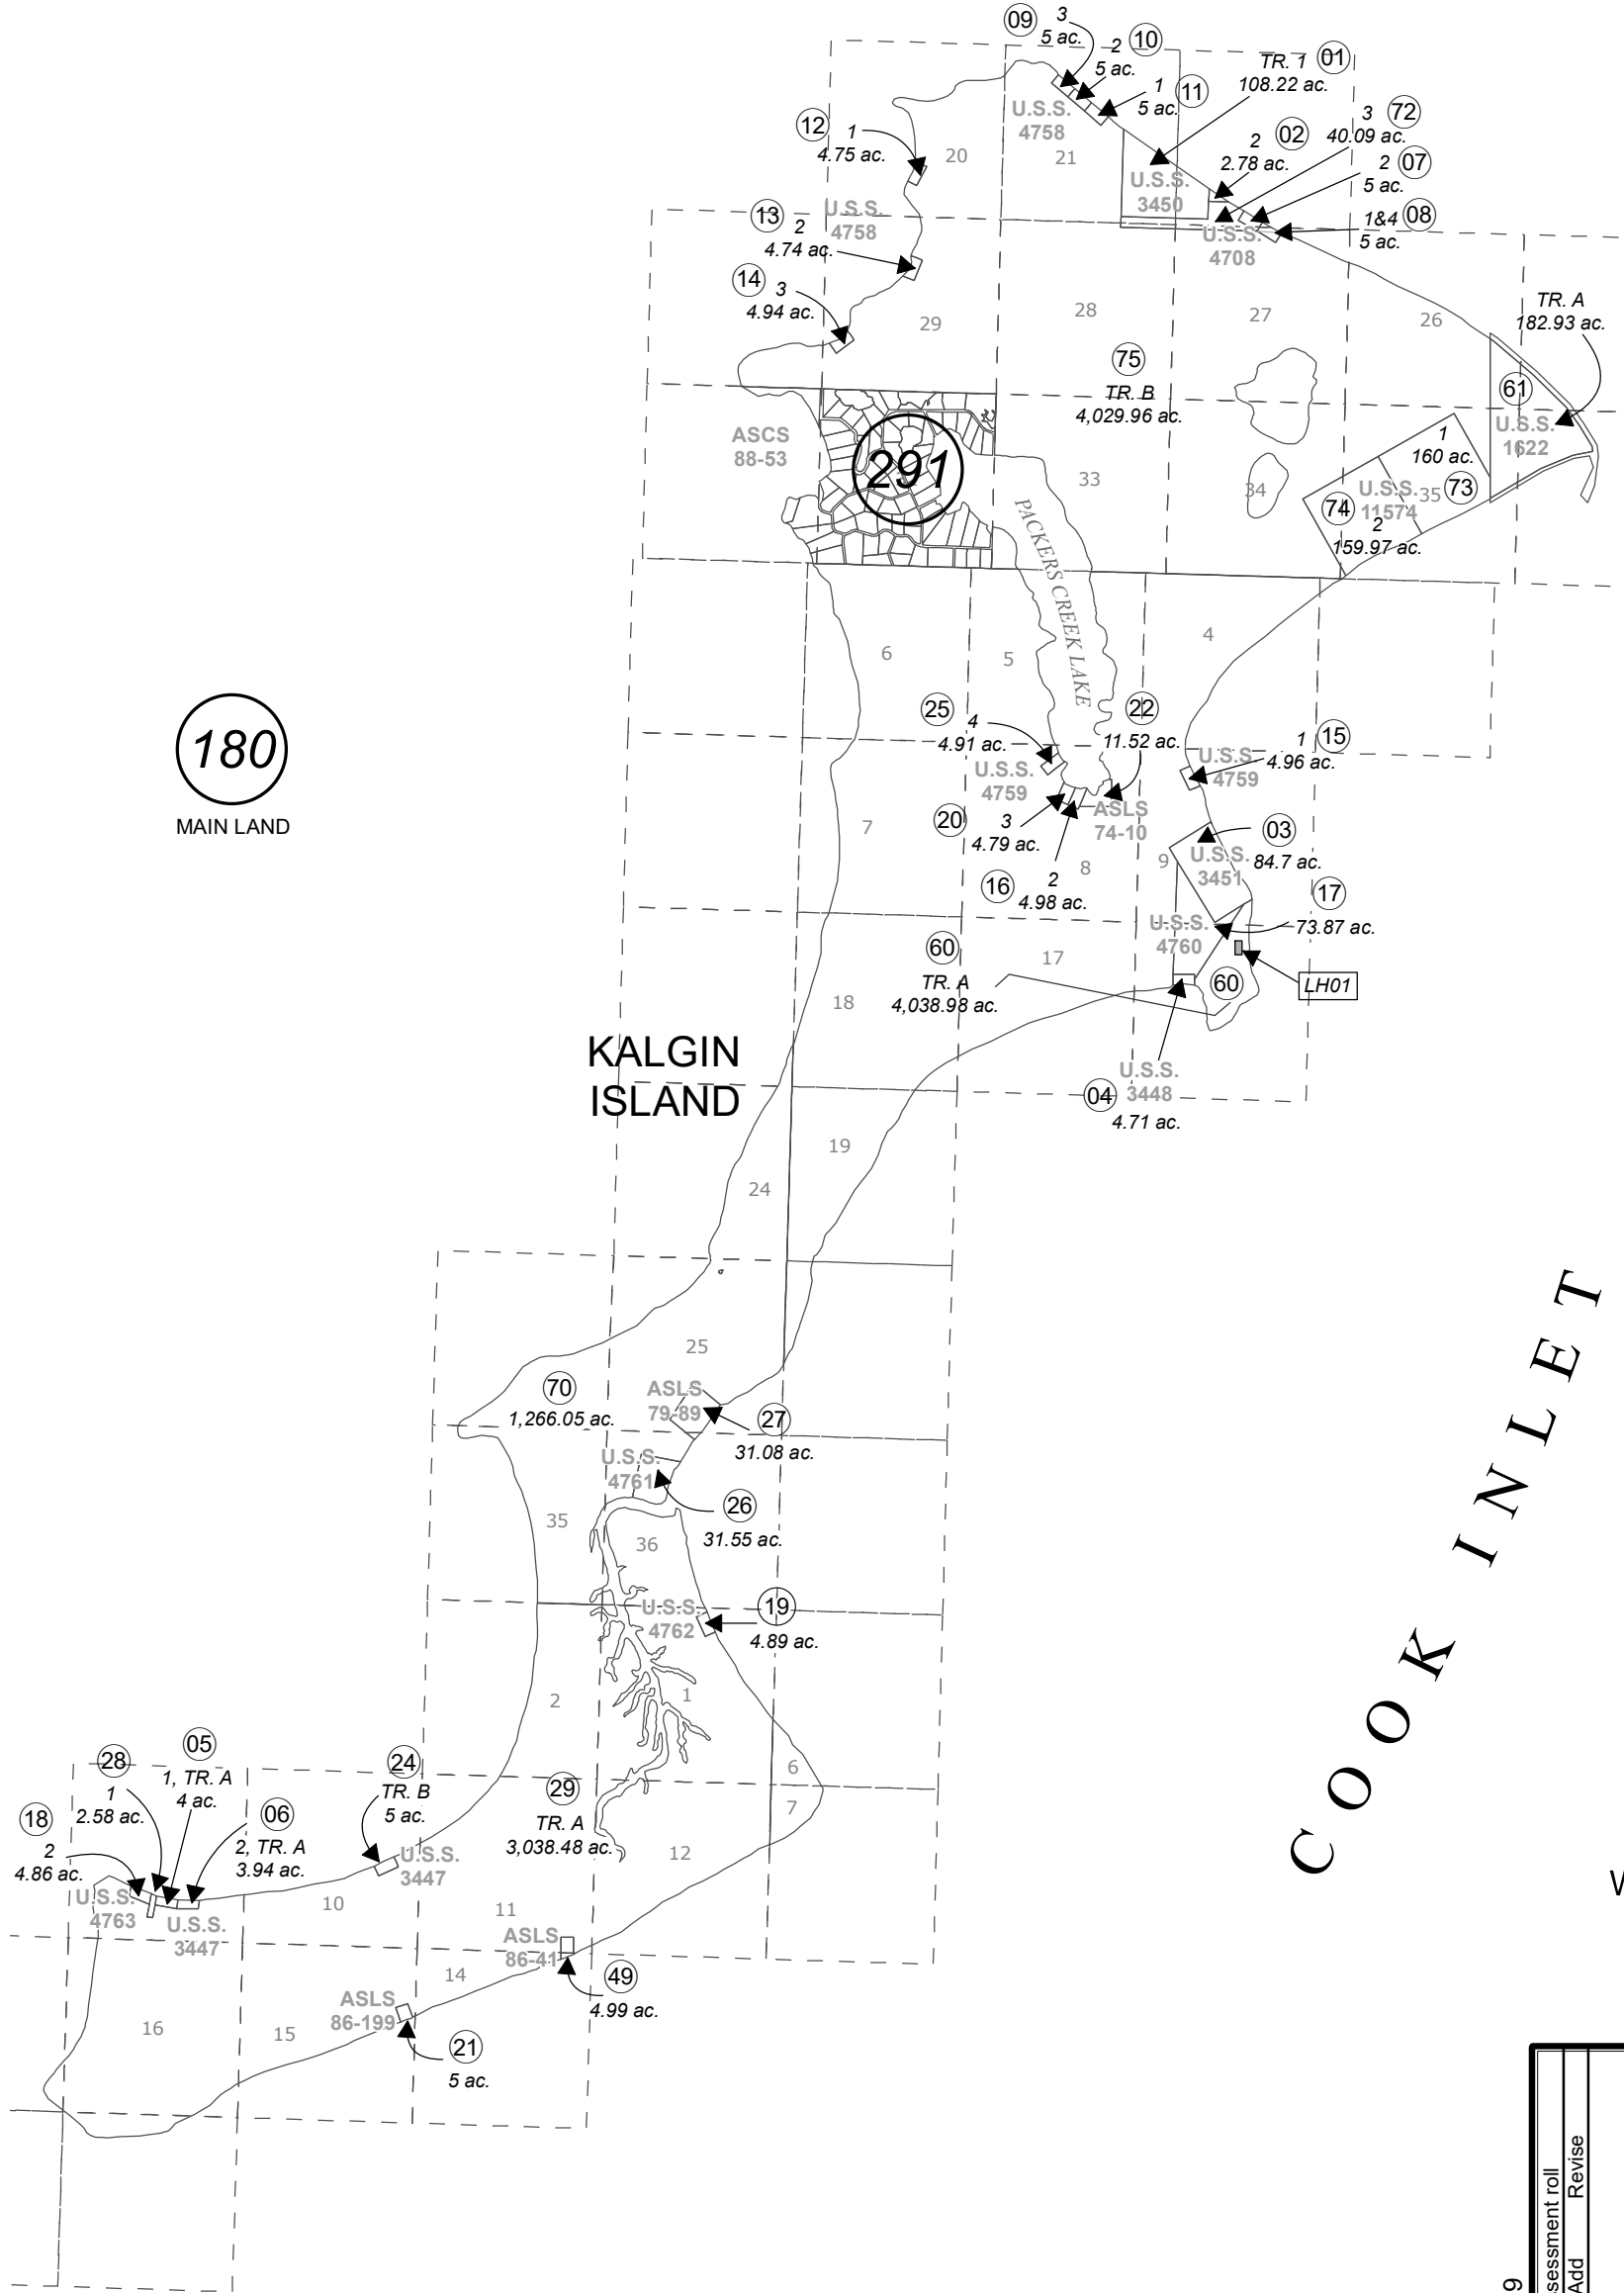 09 3
5 ac.
2 10
5 ac.
1 11
5 ac.
TR. 1 01
108.22 ac.
3 72
40.09 ac.
2 02
2.78 ac.
2 07
5 ac.
1&4 08
5 ac.
12 1
4.75 ac.
20
U.S.S.
4758
21
U.S.S.
3450
U.S.S.
4708
13 2
4.74 ac.
U.S.S.
4758
14 3
4.94 ac.
29
28
27
26
TR. A
182.93 ac.
75
TR. B
4,029.96 ac.
61
U.S.S.
1622
ASCS
88-53
291
33
34
1
160 ac.
U.S.S.
11574
35
73
74
2
159.97 ac.
PACKERS CREEK LAKE
6
5
4
180
MAIN LAND
25 4
4.91 ac.
22
11.52 ac.
1 15
4.96 ac.
U.S.S.
4759
U.S.S.
4759
ASLS
74-10
7
20
3
4.79 ac.
8
9
03
84.7 ac.
U.S.S.
3451
16 2
4.98 ac.
17
73.87 ac.
U.S.S.
4760
60
TR. A
4,038.98 ac.
17
60
LH01
18
KALGIN
ISLAND
U.S.S.
3448
04
4.71 ac.
19
24
25
70
1,266.05 ac.
ASLS
79-89
27
31.08 ac.
U.S.S.
4761
26
31.55 ac.
35
36
U.S.S.
4762
19
4.89 ac.
COOK INLET
2
1
6
7
28
1
2.58 ac.
05
1, TR. A
4 ac.
24
TR. B
5 ac.
29
TR. A
3,038.48 ac.
18
2
4.86 ac.
06
2, TR. A
3.94 ac.
U.S.S.
3447
12
U.S.S.
4763
U.S.S.
3447
10
11
ASLS
86-41
49
4.99 ac.
14
ASLS
86-199
16
15
21
5 ac.
Revise
Add
9